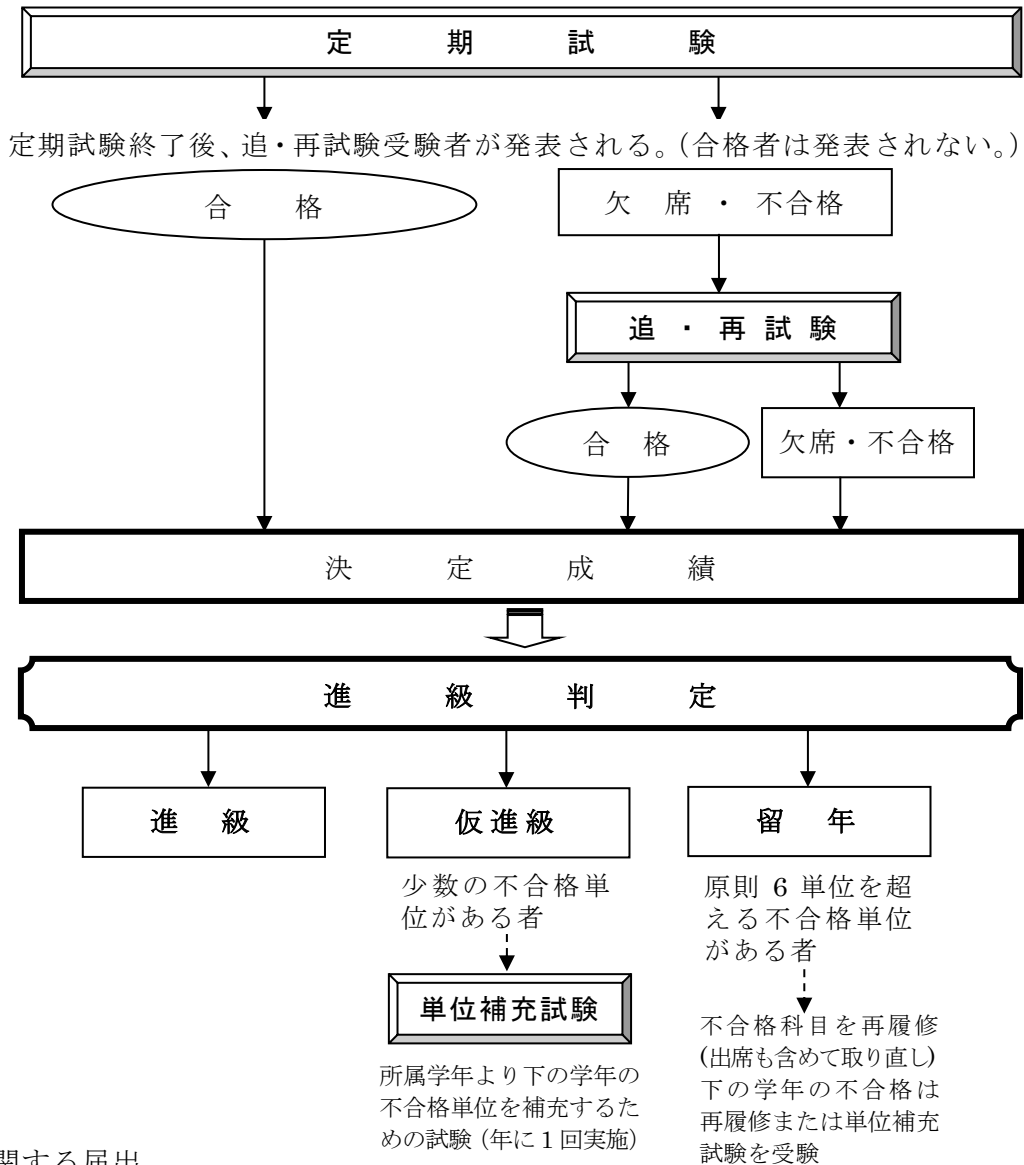 定期試験
定期試験終了後、追・再試験受験者が発表される。(合格者は発表されない。)
合格
欠席・不合格
追・再試験
合格
欠席・不合格
決定成績
進級判定
進級
仮進級
留年
少数の不合格単
位がある者
原則 6 単位を超
える不合格単位
がある者
単位補充試験
不合格科目を再履修
(出席も含めて取り直し)
下の学年の不合格は
再履修または単位補充
試験を受験
所属学年より下の学年の
不合格単位を補充するた
めの試験 (年に 1 回実施)
関する届出